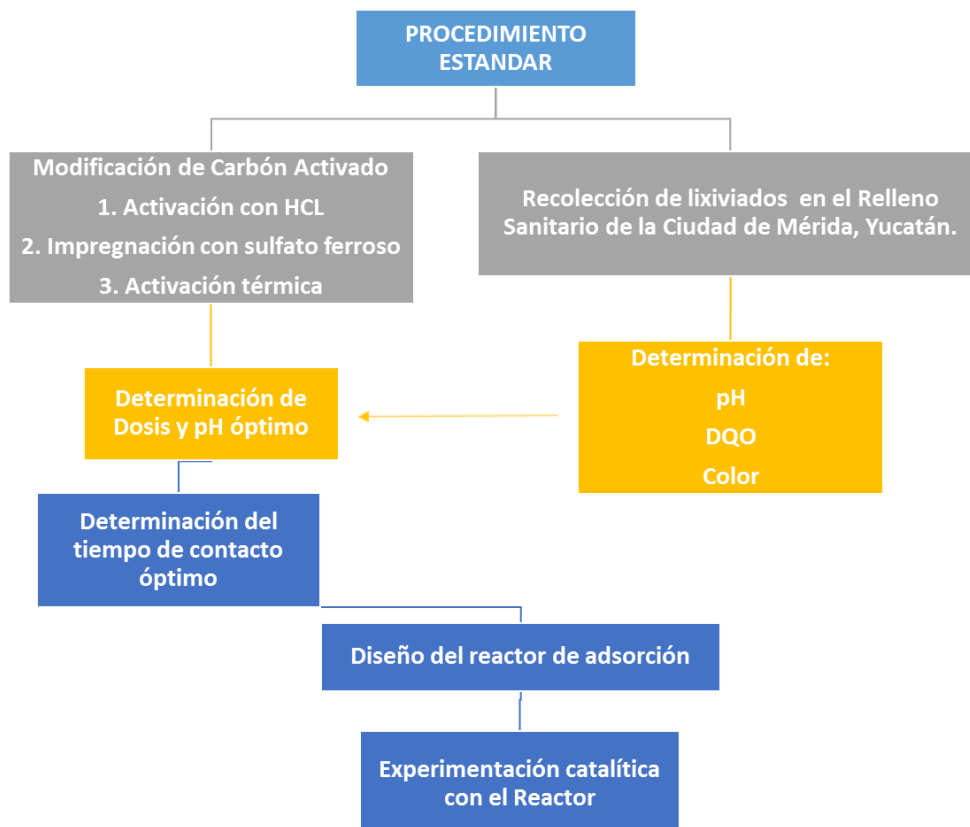 PROCEDIMIENTO
ESTANDAR
Modificación de Carbón Activado
1. Activación con HCL
2. Impregnación con sulfato ferroso
3. Activación térmica
Recolección de lixiviados en el Relleno
Sanitario de la Ciudad de Mérida, Yucatán.
Determinación de
Dosis y pH óptimo
Determinación de:
pH
DQO
Color
Determinación del
tiempo de contacto
óptimo
Diseño del reactor de adsorción
Experimentación catalítica
con el Reactor